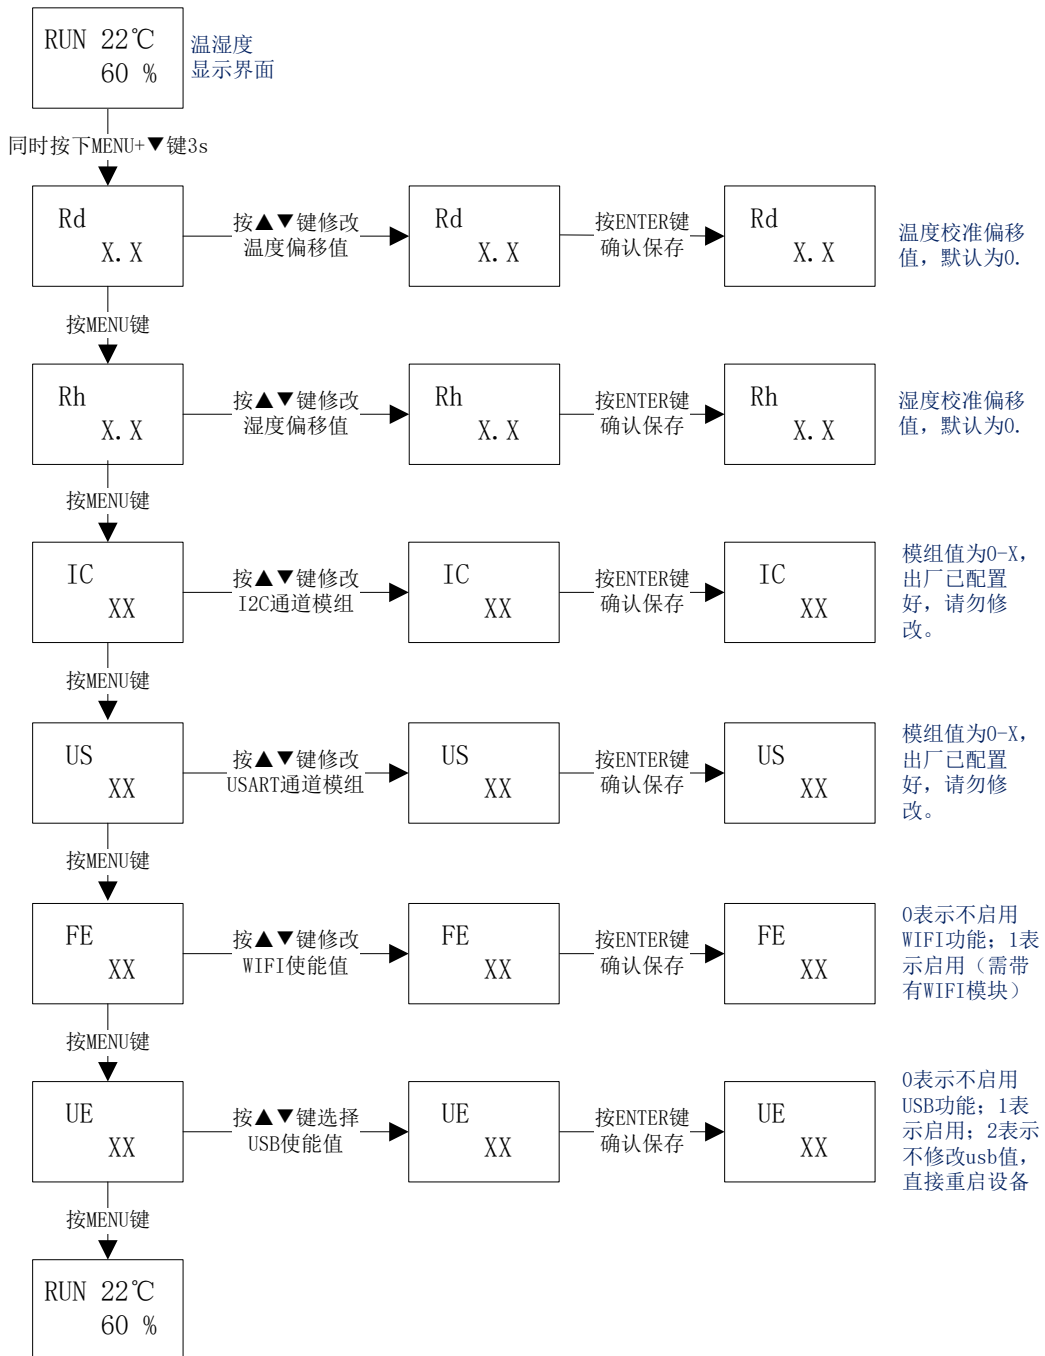 RUN 22℃
60 %
温湿度
显示界面
同时按下MENU+▼键3s
Rd
X.X
按▲▼键修改
温度偏移值
Rd
X.X
按ENTER键
确认保存
Rd
X.X
温度校准偏移
值，默认为0.
按MENU键
Rh
X.X
按▲▼键修改
湿度偏移值
Rh
X.X
按ENTER键
确认保存
Rh
X.X
湿度校准偏移
值，默认为0.
按MENU键
IC
XX
按▲▼键修改
I2C通道模组
IC
XX
按ENTER键
确认保存
IC
XX
模组值为0-X，
出厂已配置
好，请勿修
改。
按MENU键
US
XX
按▲▼键修改
USART通道模组
US
XX
按ENTER键
确认保存
US
XX
模组值为0-X，
出厂已配置
好，请勿修
改。
按MENU键
FE
XX
按▲▼键修改
WIFI使能值
FE
XX
按ENTER键
确认保存
FE
XX
0表示不启用
WIFI功能；1表
示启用（需带
有WIFI模块）
按MENU键
UE
XX
按▲▼键选择
USB使能值
UE
XX
按ENTER键
确认保存
UE
XX
0表示不启用
USB功能；1表
示启用；2表示
不修改usb值，
直接重启设备
按MENU键
RUN 22℃
60 %